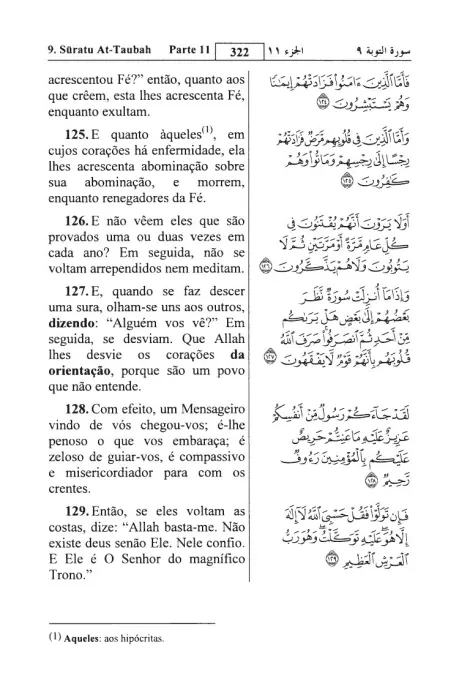 9. Sūratu At-Taubah Parte 11 322 الجزء ١١ سورة التوبة ٩
acrescentou Fé?” então, quanto aos
que crêem, esta lhes acrescenta Fé,
enquanto exultam.
125. E quanto àqueles(1), em
cujos corações há enfermidade, ela
lhes acrescenta abominação sobre
sua abominação, e morrem,
enquanto renegadores da Fé.
126. E não vêem eles que são
provados uma ou duas vezes em
cada ano? Em seguida, não se
voltam arrependidos nem meditam.
127. E, quando se faz descer
uma sura, olham-se uns aos outros,
dizendo: “Alguém vos vê?” Em
seguida, se desviam. Que Allah
lhes desvie os corações da
orientação, porque são um povo
que não entende.
128. Com efeito, um Mensageiro
vindo de vós chegou-vos; é-lhe
penoso o que vos embaraça; é
zeloso de guiar-vos, é compassivo
e misericordiador para com os
crentes.
129. Então, se eles voltam as
costas, dize: “Allah basta-me. Não
existe deus senão Ele. Nele confio.
E Ele é O Senhor do magnífico
Trono.”
فَأَمَّا ٱلَّذِينَ ءَامَنُوا۟ فَزَادَتْهُمْ إِيمَٰنًا
وَهُمْ يَسْتَبْشِرُونَ ١٢٤
وَأَمَّا ٱلَّذِينَ فِى قُلُوبِهِم مَّرَضٌ فَزَادَتْهُمْ
رِجْسًا إِلَىٰ رِجْسِهِمْ وَمَاتُوا۟ وَهُمْ
كَٰفِرُونَ ١٢٥
أَوَلَا يَرَوْنَ أَنَّهُمْ يُفْتَنُونَ فِى
كُلِّ عَامٍ مَّرَّةً أَوْ مَرَّتَيْنِ ثُمَّ لَا
يَتُوبُونَ وَلَا هُمْ يَذَّكَّرُونَ ١٢٦
وَإِذَا مَآ أُنزِلَتْ سُورَةٌ نَّظَرَ
بَعْضُهُمْ إِلَىٰ بَعْضٍ هَلْ يَرَىٰكُم
مِّنْ أَحَدٍ ثُمَّ ٱنصَرَفُوا۟ صَرَفَ ٱللَّهُ
قُلُوبَهُم بِأَنَّهُمْ قَوْمٌ لَّا يَفْقَهُونَ ١٢٧
لَقَدْ جَآءَكُمْ رَسُولٌ مِّنْ أَنفُسِكُمْ
عَزِيزٌ عَلَيْهِ مَا عَنِتُّمْ حَرِيصٌ
عَلَيْكُم بِٱلْمُؤْمِنِينَ رَءُوفٌ
رَّحِيمٌ ١٢٨
فَإِن تَوَلَّوْا۟ فَقُلْ حَسْبِىَ ٱللَّهُ لَآ إِلَٰهَ
إِلَّا هُوَ عَلَيْهِ تَوَكَّلْتُ وَهُوَ رَبُّ
ٱلْعَرْشِ ٱلْعَظِيمِ ١٢٩
(1) Aqueles: aos hipócritas.